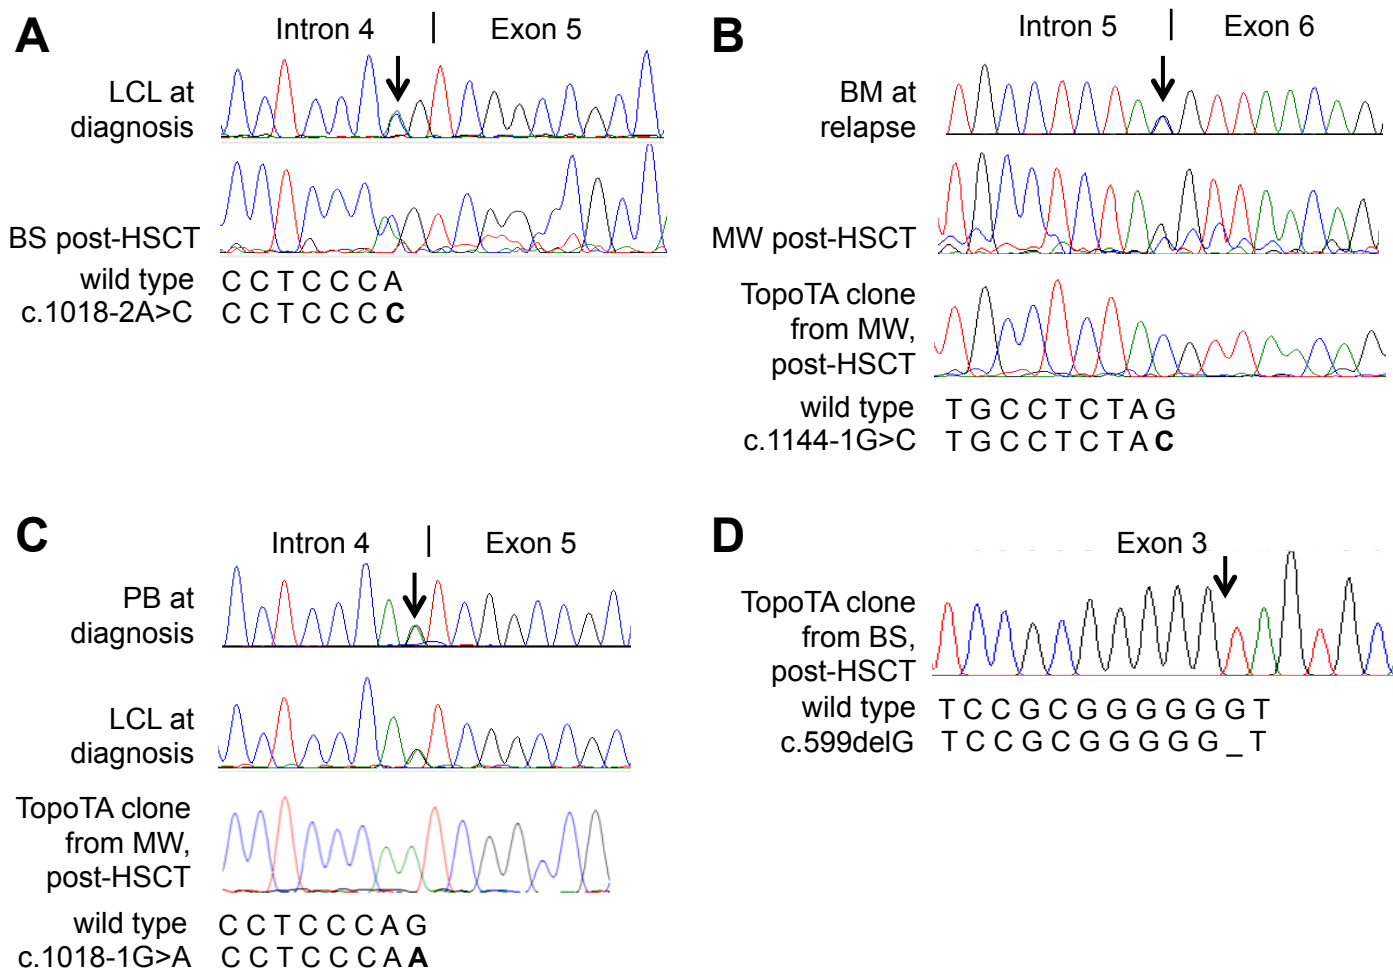 A
Intron 4 | Exon 5
LCL at
diagnosis
BS post-HSCT
wild type C C T C C C A
c.1018-2A>C C C T C C C C
B
Intron 5 | Exon 6
BM at
relapse
MW post-HSCT
TopoTA clone
from MW,
post-HSCT
wild type T G C C T C T A G
c.1144-1G>C T G C C T C T A C
C
Intron 4 | Exon 5
PB at
diagnosis
LCL at
diagnosis
TopoTA clone
from MW,
post-HSCT
wild type C C T C C C A G
c.1018-1G>A C C T C C C A A
D
Exon 3
TopoTA clone
from BS,
post-HSCT
wild type T C C G C G G G G G G T
c.599delG T C C G C G G G G G _ T